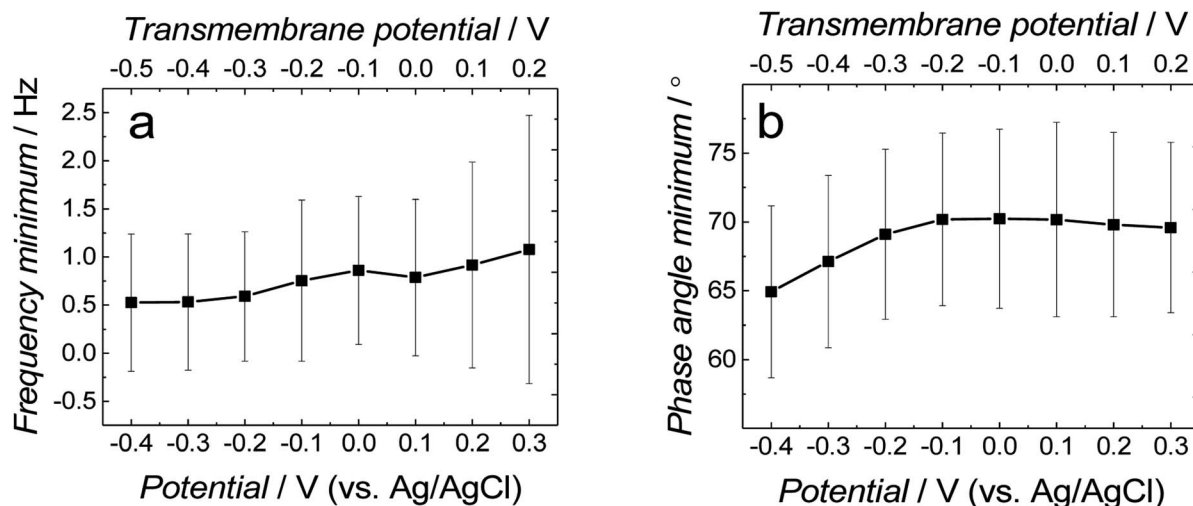 Transmembrane potential / V
-0.5 -0.4 -0.3 -0.2 -0.1 0.0 0.1 0.2
a
Frequency minimum / Hz
2.5
2.0
1.5
1.0
0.5
0.0
-0.5
-0.4 -0.3 -0.2 -0.1 0.0 0.1 0.2 0.3
Potential / V (vs. Ag/AgCl)
Transmembrane potential / V
-0.5 -0.4 -0.3 -0.2 -0.1 0.0 0.1 0.2
b
Phase angle minimum / °
75
70
65
60
-0.4 -0.3 -0.2 -0.1 0.0 0.1 0.2 0.3
Potential / V (vs. Ag/AgCl)